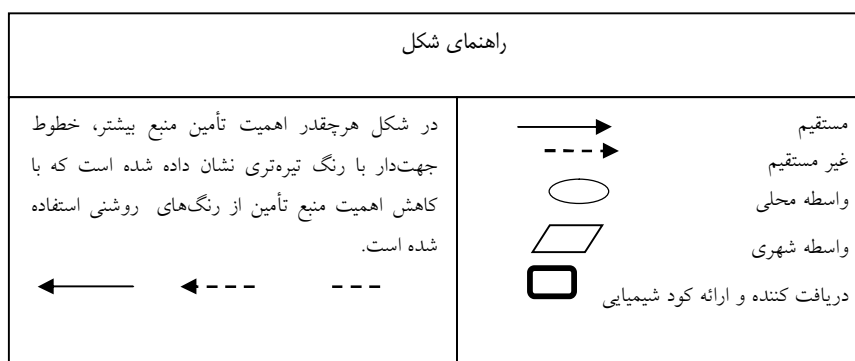 راهنمای شکل
مستقیم
غیر مستقیم
واسطه محلی
واسطه شهری
دریافت کننده و ارائه کود شیمیایی
در شکل هرچقدر اهمیت تأمین منبع بیشتر، خطوط
جهت‌دار با رنگ تیره‌تری نشان داده شده است که با
کاهش اهمیت منبع تأمین از رنگ‌های روشنی استفاده
شده است.